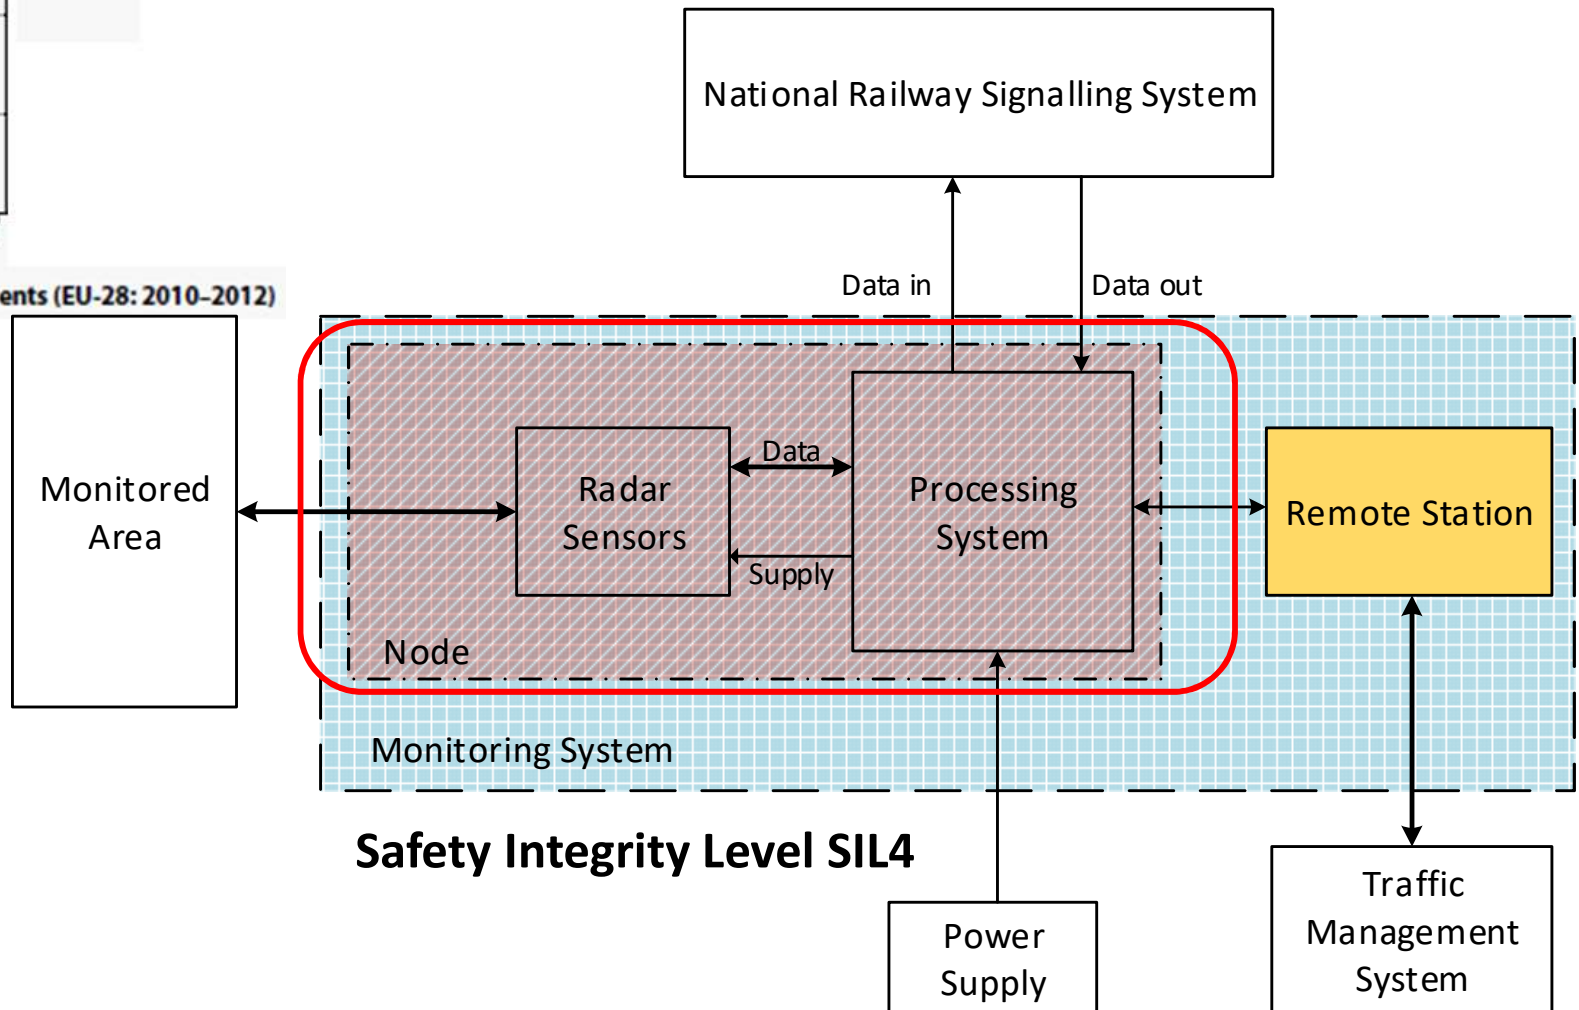 National Railway Signalling System
Data in
Data out
ents (EU-28: 2010–2012)
Monitored
Area
Radar
Sensors
Data
Supply
Processing
System
Remote Station
Node
Monitoring System
Safety Integrity Level SIL4
Power
Supply
Traffic
Management
System